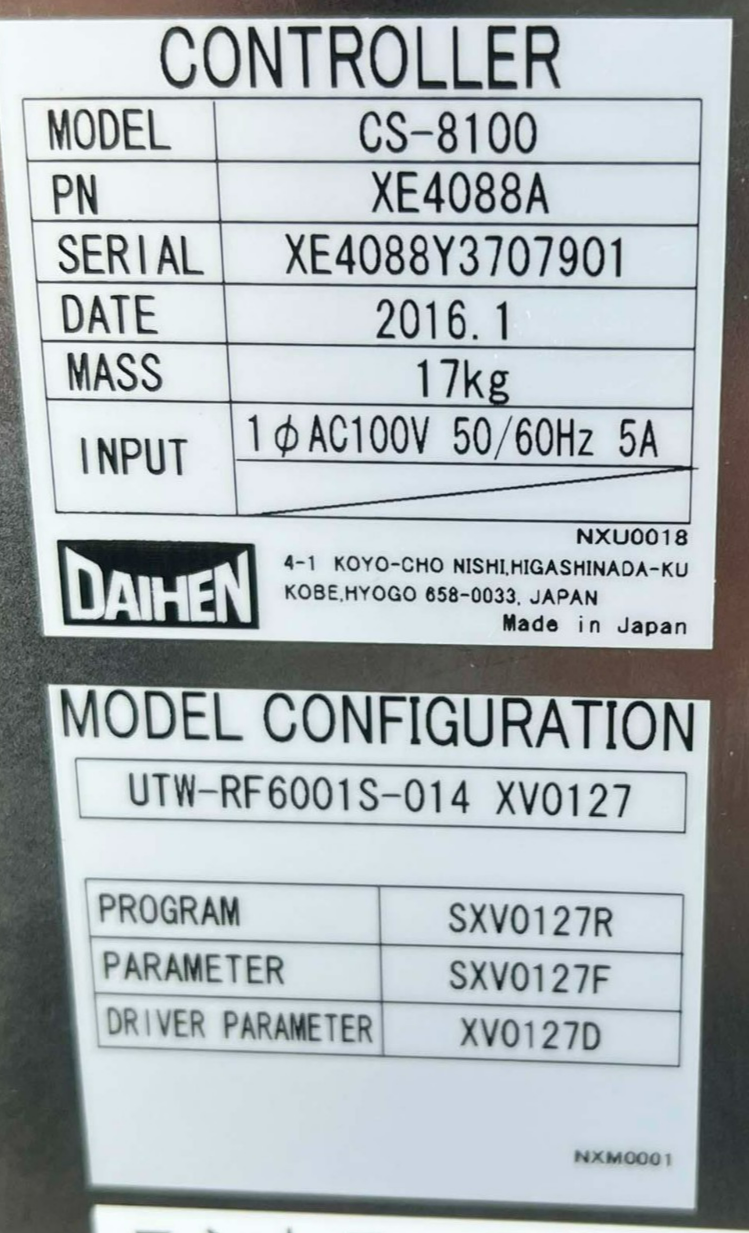 CONTROLLER
MODEL CS-8100
PN XE4088A
SERIAL XE4088Y3707901
DATE 2016.1
MASS 17kg
INPUT 1ϕAC100V 50/60Hz 5A
NXU0018
DAIHEN
4-1 KOYO-CHO NISHI,HIGASHINADA-KU
KOBE,HYOGO 658-0033, JAPAN
Made in Japan
MODEL CONFIGURATION
UTW-RF6001S-014 XV0127
PROGRAM SXV0127R
PARAMETER SXV0127F
DRIVER PARAMETER XV0127D
NXM0001